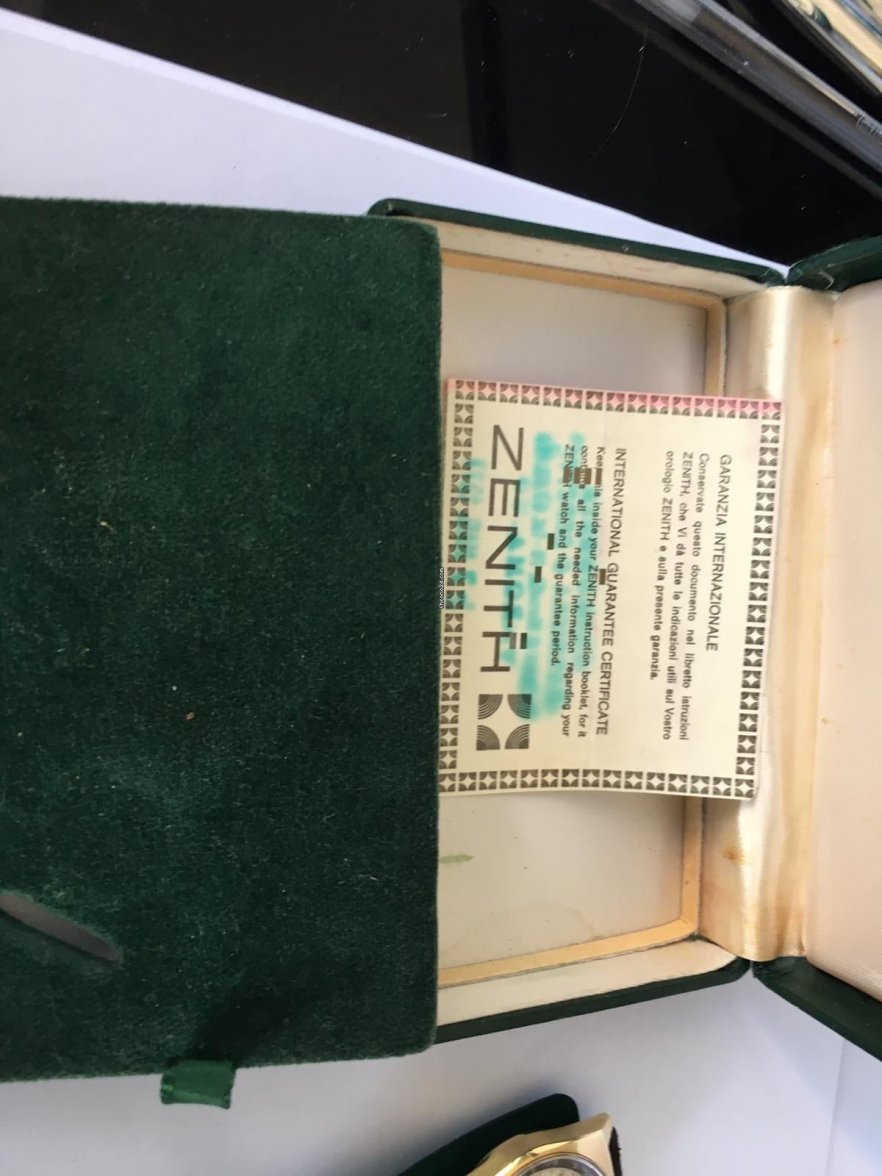 GARANZIA INTERNAZIONALE
Conservate questo documento nel libretto istruzioni
ZENITH, che Vi dà tutte le indicazioni utili sul Vostro
orologio ZENITH e sulla presente garanzia.
INTERNATIONAL GUARANTEE CERTIFICATE
inside your ZENITH instruction booklet, for it
all the needed information regarding your
watch and the guarantee period.
ZENITH